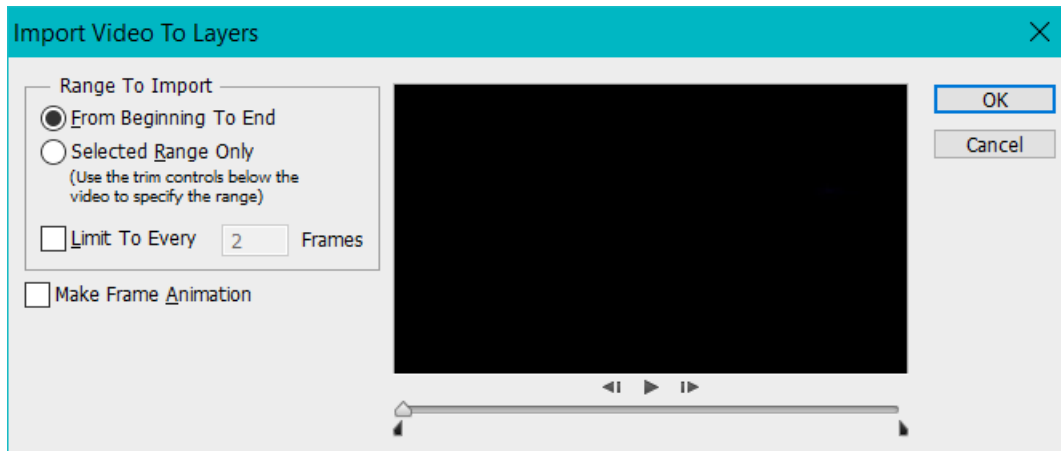 Import Video To Layers
Range To Import
From Beginning To End
Selected Range Only
(Use the trim controls below the
video to specify the range)
Limit To Every 2 Frames
Make Frame Animation
OK
Cancel